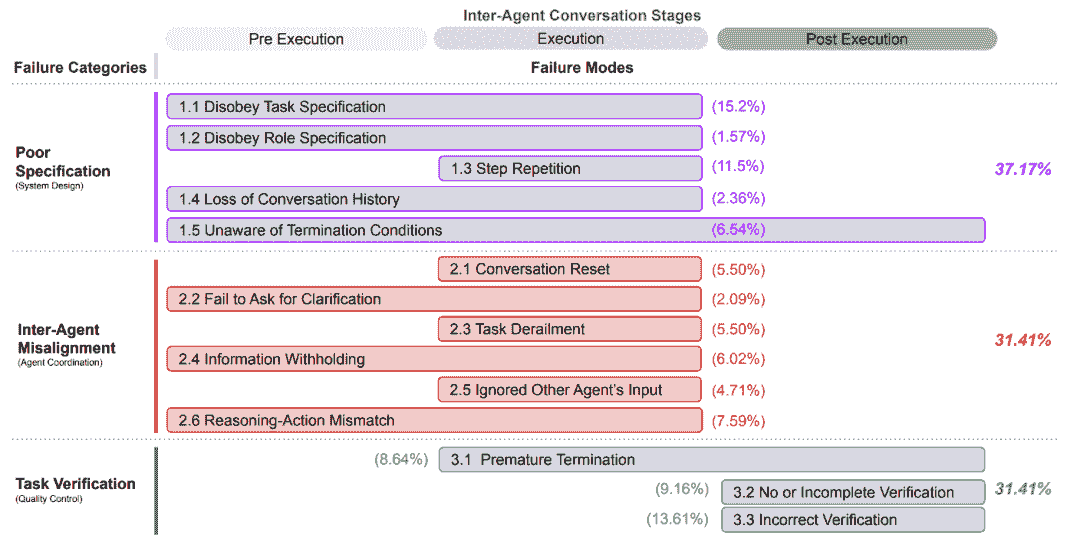 Inter-Agent Conversation Stages
Pre Execution Execution Post Execution
Failure Categories Failure Modes
1.1 Disobey Task Specification (15.2%)
1.2 Disobey Role Specification (1.57%)
Poor
Specification
(System Design)
1.3 Step Repetition (11.5%)
37.17%
1.4 Loss of Conversation History (2.36%)
1.5 Unaware of Termination Conditions (6.54%)
2.1 Conversation Reset (5.50%)
2.2 Fail to Ask for Clarification (2.09%)
Inter-Agent
Misalignment
(Agent Coordination)
2.3 Task Derailment (5.50%)
31.41%
2.4 Information Withholding (6.02%)
2.5 Ignored Other Agent's Input (4.71%)
2.6 Reasoning-Action Mismatch (7.59%)
(8.64%) 3.1 Premature Termination
Task Verification
(Quality Control)
(9.16%) 3.2 No or Incomplete Verification 31.41%
(13.61%) 3.3 Incorrect Verification